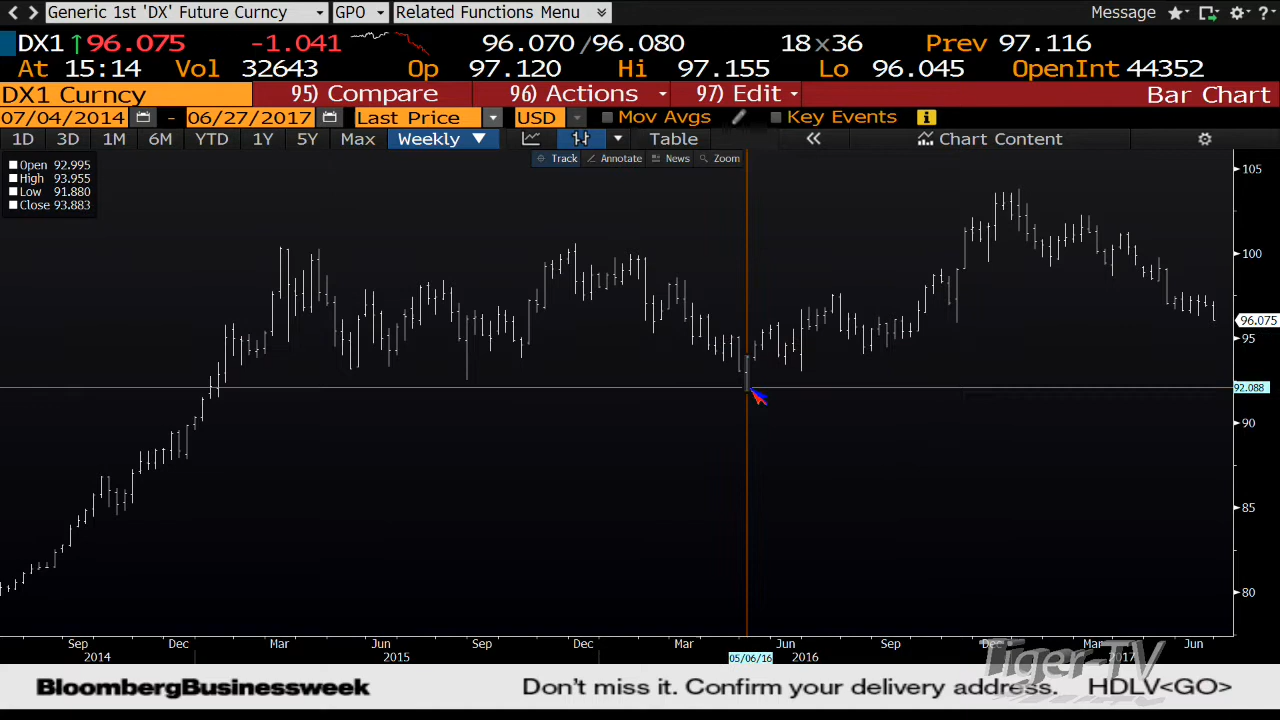 Generic 1st 'DX' Future Curncy GPO Related Functions Menu Message ?
DX1 96.075 -1.041 96.070/96.080 18x36 Prev 97.116
At 15:14 Vol 32643 Op 97.120 Hi 97.155 Lo 96.045 OpenInt 44352
DX1 Curncy 95) Compare 96) Actions 97) Edit Bar Chart
07/04/2014 - 06/27/2017 Last Price USD Mov Avgs Key Events
1D 3D 1M 6M YTD 1Y 5Y Max Weekly Table « Chart Content
Track Annotate News Zoom
Open 92.995
High 93.955
Low 91.880
Close 93.883
105
100
96.075
95
92.088
90
85
80
Sep Dec Mar Jun Sep Dec Mar Jun Sep Dec Mar Jun
2014 2015 05/06/16 2016 2017
Tiger-TV
BloombergBusinessweek Don't miss it. Confirm your delivery address. HDLV<GO>